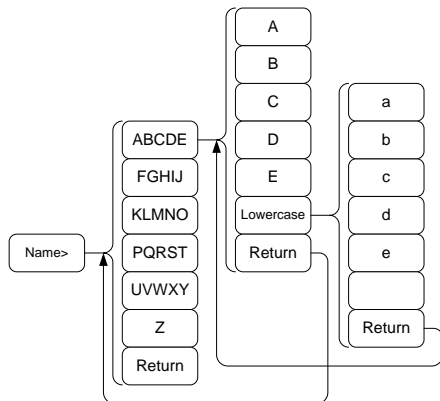 Name>
ABCDE
FGHIJ
KLMNO
PQRST
UVWXY
Z
Return
A
B
C
D
E
Lowercase
Return
a
b
c
d
e
Return